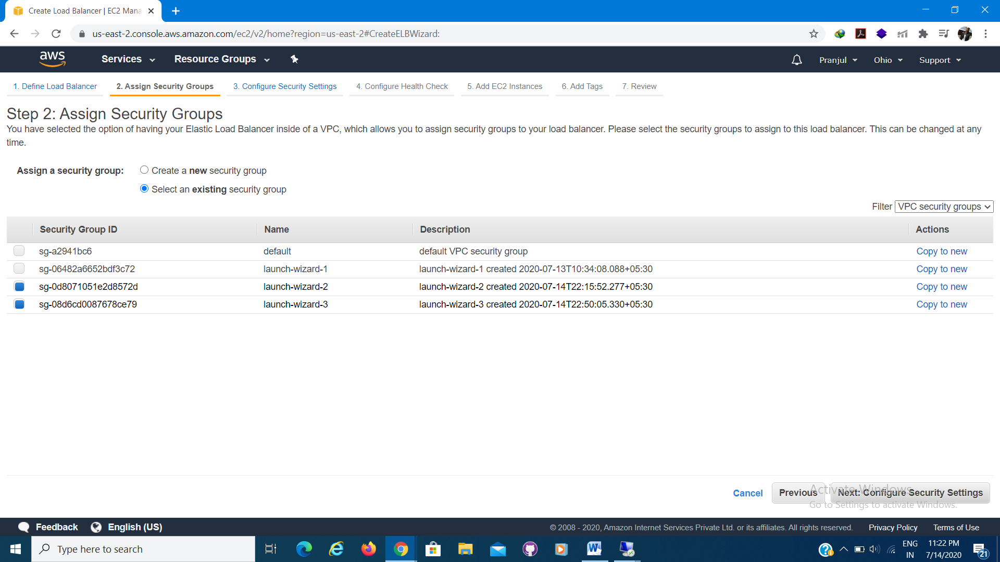 Create Load Balancer | EC2 Mana
us-east-2.console.aws.amazon.com/ec2/v2/home?region=us-east-2#CreateELBWizard:
aws Services Resource Groups Pranjul Ohio Support
1. Define Load Balancer 2. Assign Security Groups 3. Configure Security Settings 4. Configure Health Check 5. Add EC2 Instances 6. Add Tags 7. Review
Step 2: Assign Security Groups
You have selected the option of having your Elastic Load Balancer inside of a VPC, which allows you to assign security groups to your load balancer. Please select the security groups to assign to this load balancer. This can be changed at any
time.
Assign a security group: Create a new security group
Select an existing security group
Filter VPC security groups
Security Group ID Name Description Actions
sg-a2941bc6 default default VPC security group Copy to new
sg-06482a6652bdf3c72 launch-wizard-1 launch-wizard-1 created 2020-07-13T10:34:08.088+05:30 Copy to new
sg-0d8071051e2d8572d launch-wizard-2 launch-wizard-2 created 2020-07-14T22:15:52.277+05:30 Copy to new
sg-08d6cd0087678ce79 launch-wizard-3 launch-wizard-3 created 2020-07-14T22:50:05.330+05:30 Copy to new
Activate Windows
Cancel Previous Next: Configure Security Settings
Go to Settings to activate Windows.
Feedback English (US) © 2008 - 2020, Amazon Internet Services Private Ltd. or its affiliates. All rights reserved. Privacy Policy Terms of Use
Type here to search ENG 11:22 PM
IN 7/14/2020 21